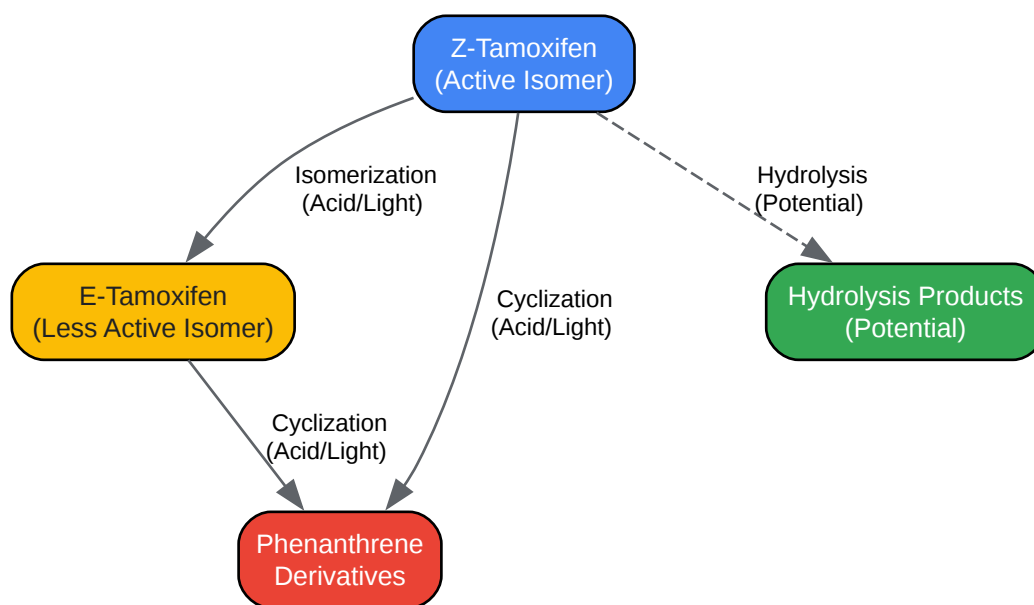 Z-Tamoxifen
(Active Isomer)
Isomerization
(Acid/Light)
Hydrolysis
(Potential)
E-Tamoxifen
(Less Active Isomer)
Cyclization
(Acid/Light)
Hydrolysis Products
(Potential)
Cyclization
(Acid/Light)
Phenanthrene
Derivatives